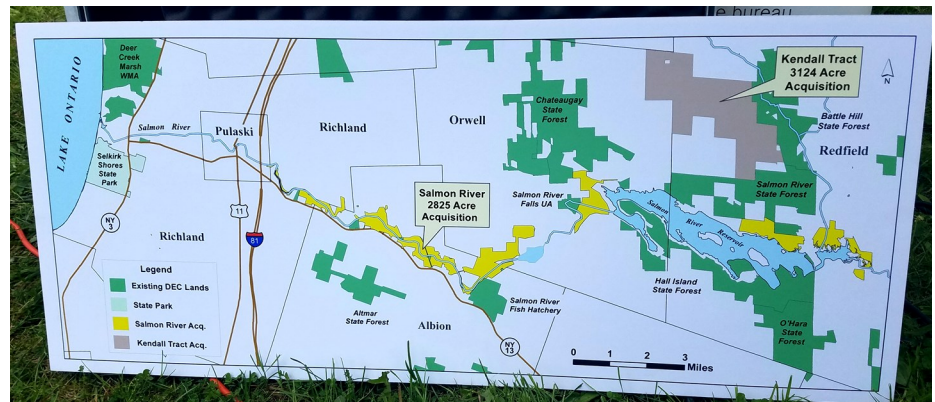 e bureau
Deer
Creek
Marsh
WMA
LAKE ONTARIO
Salmon River
Pulaski
Selkirk
Shores
State
Park
NY
3
11
81
Richland
Richland
Orwell
Chateaugay
State
Forest
Kendall Tract
3124 Acre
Acquisition
N
Battle Hill
State Forest
Redfield
Salmon River
State Forest
Salmon River
2825 Acre
Acquisition
Salmon River
Falls UA
Salmon
River
Reservoir
Hall Island
State Forest
O'Hara
State
Forest
Salmon River
Fish Hatchery
Altmar
State Forest
Albion
NY
13
Legend
Existing DEC Lands
State Park
Salmon River Acq.
Kendall Tract Acq.
0 1 2 3
Miles